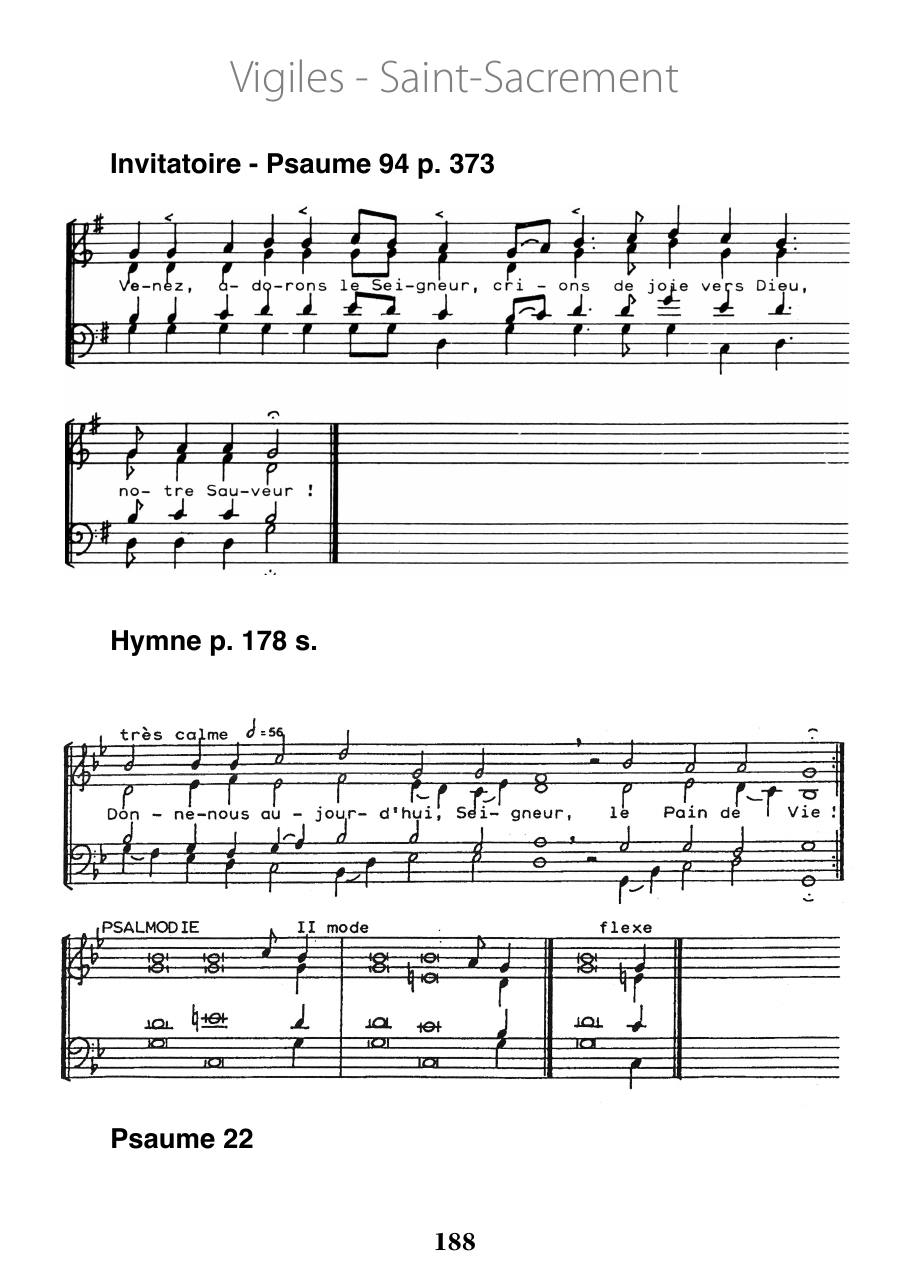 Vigiles - Saint-Sacrement
Invitatoire - Psaume 94 p. 373
Ve-nez, a- do-rons le Sei-gneur, cri - ons de joie vers Dieu,
no- tre Sau-veur !
Hymne p. 178 s.
très calme = 56
Don - ne-nous au - jour- d'hui, Sei- gneur, le Pain de Vie !
PSALMODIE II mode flexe
Psaume 22
188